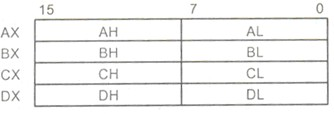 15 7 0
AX AH AL
BX BH BL
CX CH CL
DX DH DL